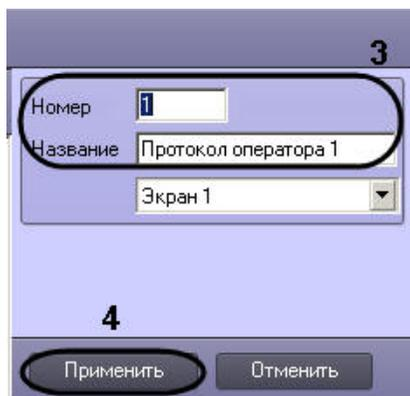 3
Номер 1
Название Протокол оператора 1
Экран 1
4
Применить Отменить